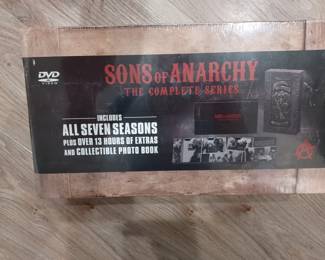 DVD
VIDEO
SONS OF ANARCHY
THE COMPLETE SERIES
INCLUDES
ALL SEVEN SEASONS
PLUS OVER 13 HOURS OF EXTRAS
AND COLLECTIBLE PHOTO BOOK